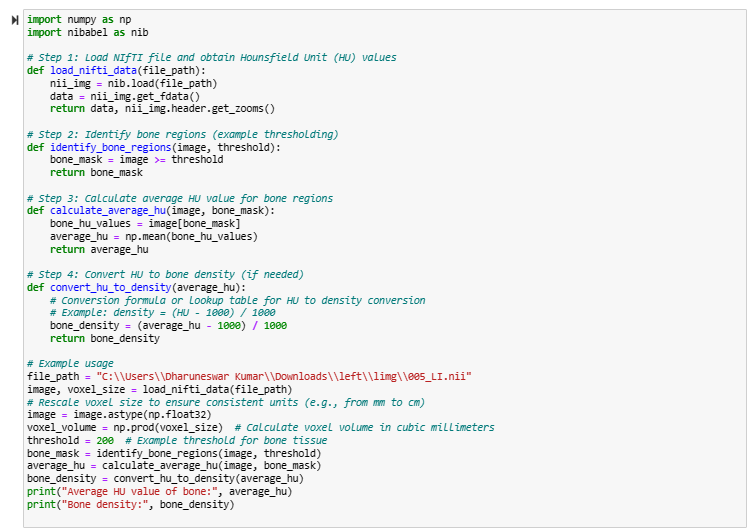 import numpy as np
import nibabel as nib
# Step 1: Load NIfTI file and obtain Hounsfield Unit (HU) values
def load_nifti_data(file_path):
    nii_img = nib.load(file_path)
    data = nii_img.get_fdata()
    return data, nii_img.header.get_zooms()
# Step 2: Identify bone regions (example thresholding)
def identify_bone_regions(image, threshold):
    bone_mask = image >= threshold
    return bone_mask
# Step 3: Calculate average HU value for bone regions
def calculate_average_hu(image, bone_mask):
    bone_hu_values = image[bone_mask]
    average_hu = np.mean(bone_hu_values)
    return average_hu
# Step 4: Convert HU to bone density (if needed)
def convert_hu_to_density(average_hu):
    # Conversion formula or lookup table for HU to density conversion
    # Example: density = (HU - 1000) / 1000
    bone_density = (average_hu - 1000) / 1000
    return bone_density
# Example usage
file_path = "C:\\Users\\Dharuneswar Kumar\\Downloads\\left\\limg\\005_LI.nii"
image, voxel_size = load_nifti_data(file_path)
# Rescale voxel size to ensure consistent units (e.g., from mm to cm)
image = image.astype(np.float32)
voxel_volume = np.prod(voxel_size)  # Calculate voxel volume in cubic millimeters
threshold = 200  # Example threshold for bone tissue
bone_mask = identify_bone_regions(image, threshold)
average_hu = calculate_average_hu(image, bone_mask)
bone_density = convert_hu_to_density(average_hu)
print("Average HU value of bone:", average_hu)
print("Bone density:", bone_density)